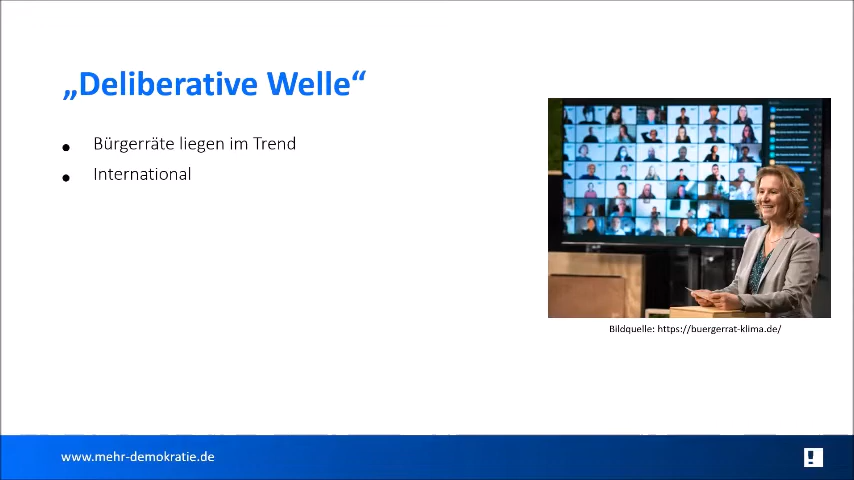 „Deliberative Welle“
Bürgerräte liegen im Trend
International
Bildquelle: https://buergerrat-klima.de/
www.mehr-demokratie.de